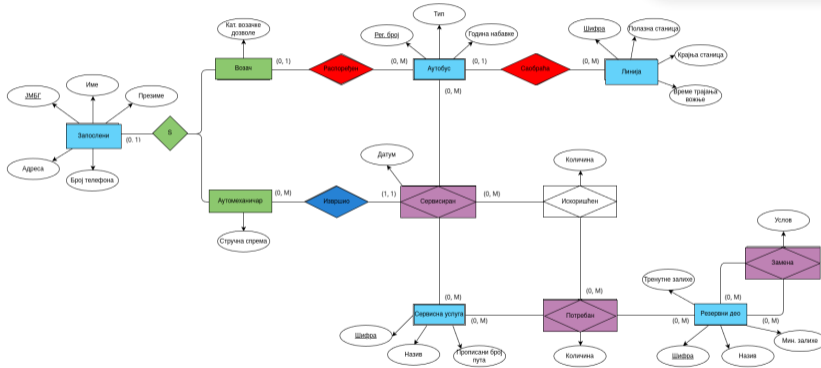 Тип
Кат. возачке
дозволе
Рег. број
Година набавке
Шифра
Полазна станица
Возач
(0, 1)
Распоређен
(0, M)
Аутобус
(0, 1)
Саобраћа
(0, M)
Линија
Крајња станица
Време трајања
вожње
(0, M)
ЈМБГ
Име
Презиме
Запослени
(0. 1)
S
Адреса
Број телефона
Датум
Количина
Аутомеханичар
(0, M)
Извршио
(1, 1)
Сервисиран
(0, M)
Искоришћен
Стручна спрема
Услов
Замена
Тренутне залихе
(0, M)
(0, M)
(0, M)
Сервисна услуга
(0, M)
Потребан
(0, M)
Резервни део
(0, M)
Шифра
Назив
Прописани број
пута
Количина
Шифра
Назив
Мин. залихе